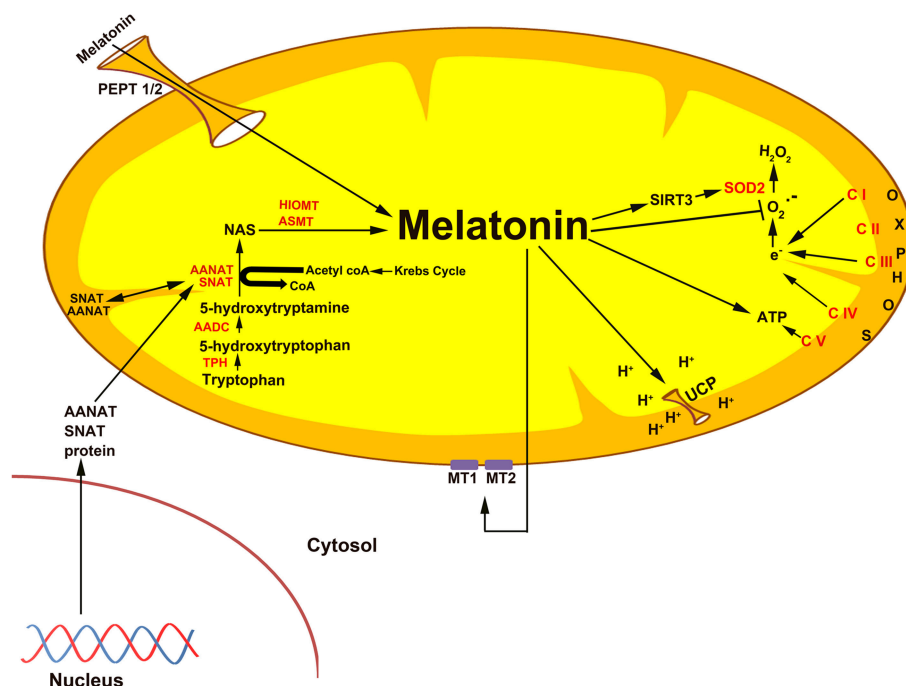 Melatonin
PEPT 1/2
HIOMT
ASMT
NAS
Melatonin
SIRT3
SOD2
H2O2
O2 .-
e-
C I
C II
C III
C IV
C V
O
X
P
H
O
S
AANAT
SNAT
Acetyl coA
Krebs Cycle
CoA
SNAT
AANAT
5-hydroxytryptamine
AADC
5-hydroxytryptophan
TPH
Tryptophan
ATP
H+
H+
H+
H+
H+
H+
UCP
AANAT
SNAT
protein
MT1
MT2
Cytosol
Nucleus